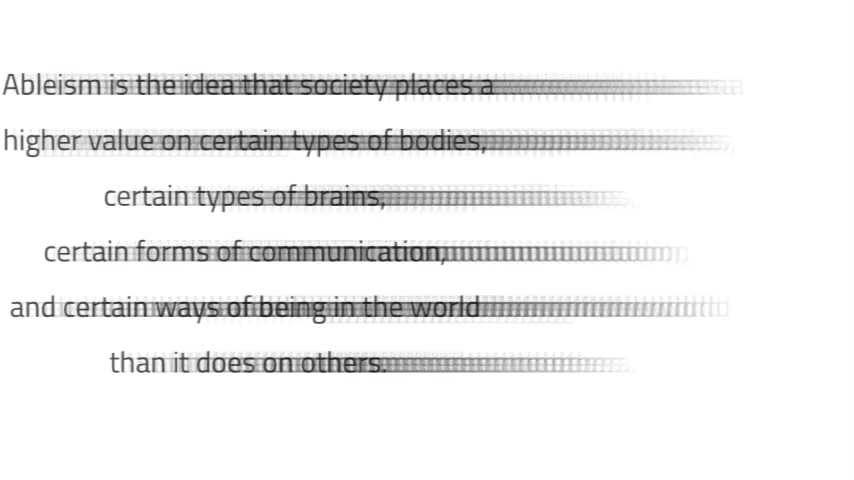 Ableism is the idea that society places a
higher value on certain types of bodies,
certain types of brains,
certain forms of communication,
and certain ways of being in the world
than it does on others.